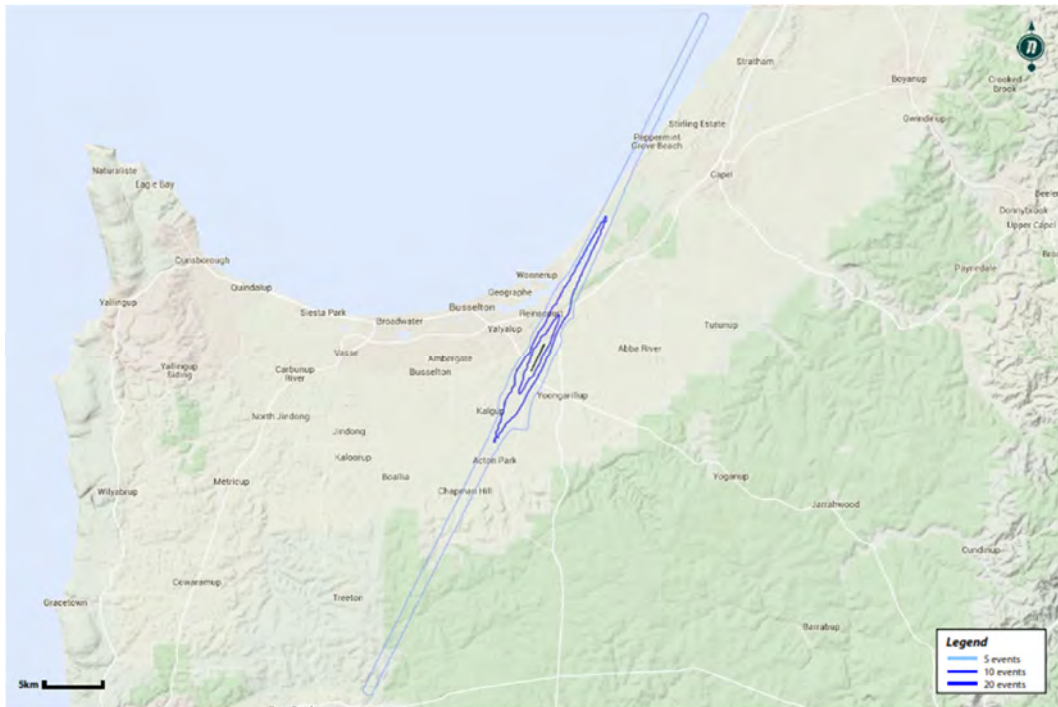 n
Stratham
Boyanup
Crooked
Brook
Gwindinup
Stirling Estate
Peppermint
Grove Beach
Naturaliste
Eagle Bay
Capel
Donnybrook
Upper Capel
Dunsborough
Paynedale
Wonnerup
Yallingup
Quindalup
Geographe
Siesta Park
Busselton
Reinscourt
Broadwater
Yalyalup
Tutunup
Vasse
Ambergate
Abba River
Yallingup
Siding
Carbunup
River
Busselton
Yoongarillup
Kalgup
North Jindong
Jindong
Kaloorup
Acton Park
Boallia
Metricup
Yoganup
Chapman Hill
Wilyabrup
Jarrahwood
Cundinup
Cowaramup
Treeton
Gracetown
Barrabup
Legend
5 events
10 events
20 events
5km